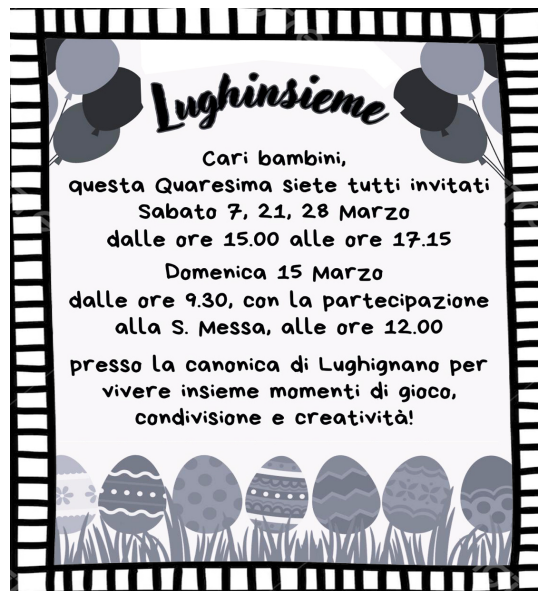 Lughinsieme
Cari bambini,
questa Quaresima siete tutti invitati
Sabato 7, 21, 28 Marzo
dalle ore 15.00 alle ore 17.15
Domenica 15 Marzo
dalle ore 9.30, con la partecipazione
alla S. Messa, alle ore 12.00
presso la canonica di Lughignano per
vivere insieme momenti di gioco,
condivisione e creatività!